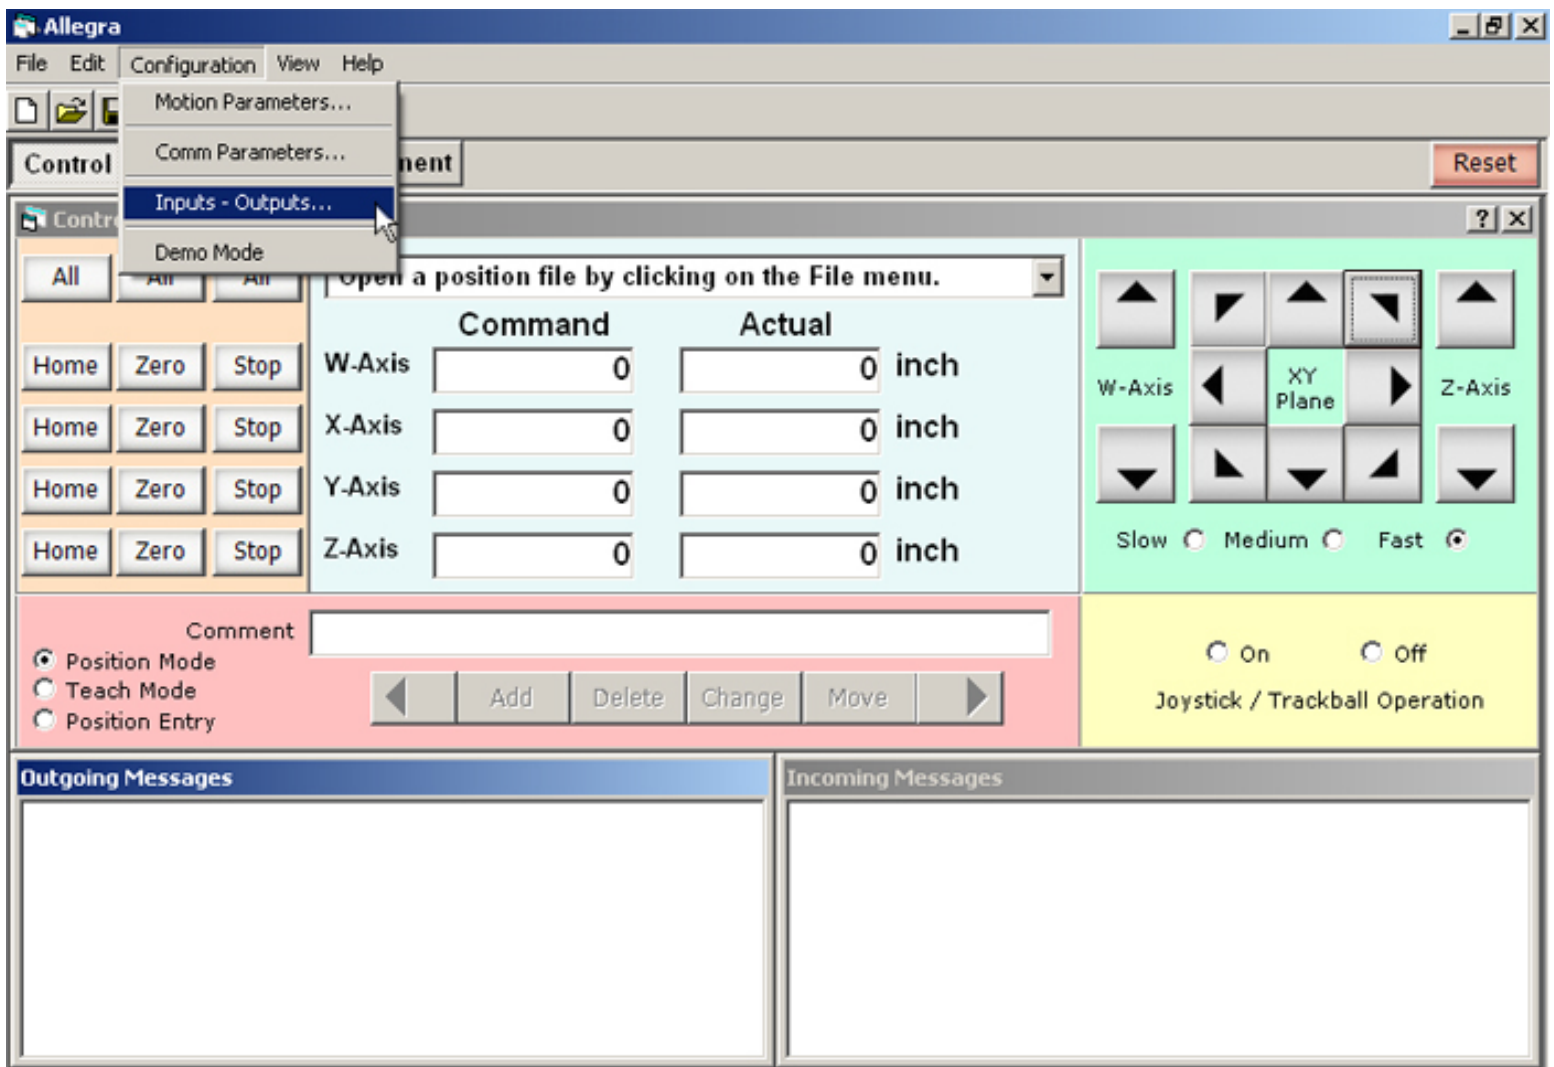 Allegra
File Edit Configuration View Help
Motion Parameters...
Comm Parameters...
Inputs - Outputs...
Demo Mode
Control
Reset
All
Open a position file by clicking on the File menu.
Command Actual
Home Zero Stop W-Axis 0 0 inch
Home Zero Stop X-Axis 0 0 inch
Home Zero Stop Y-Axis 0 0 inch
Home Zero Stop Z-Axis 0 0 inch
W-Axis XY Plane Z-Axis
Slow Medium Fast
Comment
Position Mode
Teach Mode
Position Entry
Add Delete Change Move
On Off
Joystick / Trackball Operation
Outgoing Messages Incoming Messages